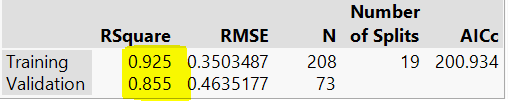 Number
RSquare RMSE N of Splits AICc
Training 0.925 0.3503487 208 19 200.934
Validation 0.855 0.4635177 73